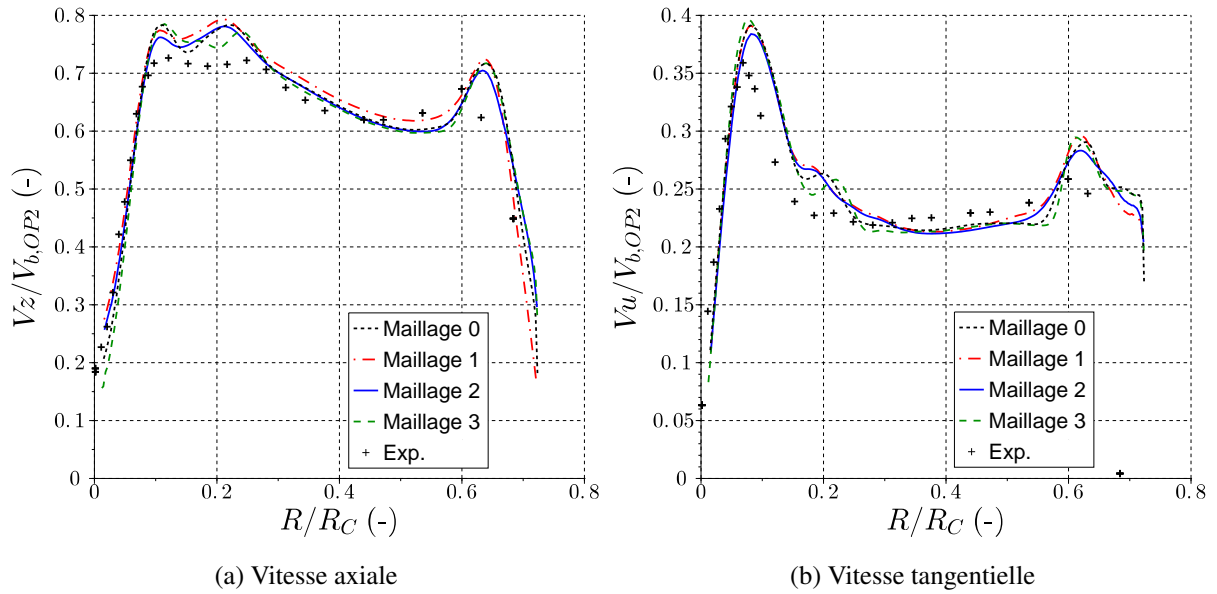 0.8
0.7
0.6
0.5
0.4
0.3
0.2
0.1
0
0
0.2
0.4
0.6
0.8
Vz/V_{b,OP2} (-)
R/R_C (-)
Maillage 0
Maillage 1
Maillage 2
Maillage 3
Exp.
(a) Vitesse axiale
0.4
0.35
0.3
0.25
0.2
0.15
0.1
0.05
0
0
0.2
0.4
0.6
0.8
Vu/V_{b,OP2} (-)
R/R_C (-)
Maillage 0
Maillage 1
Maillage 2
Maillage 3
Exp.
(b) Vitesse tangentielle